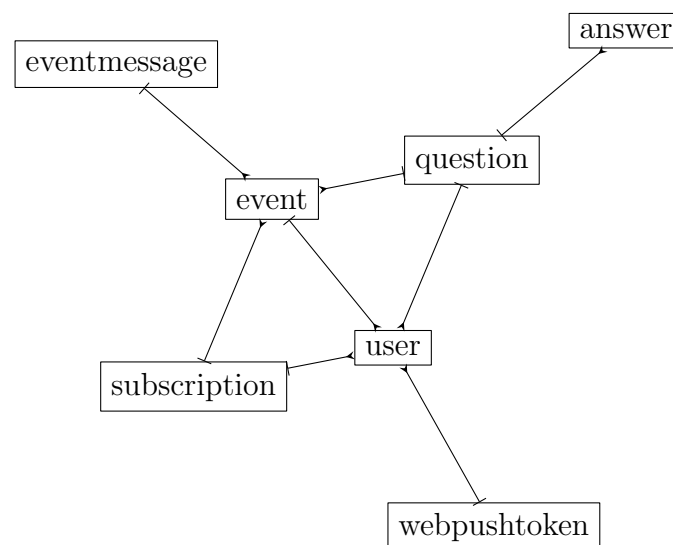 answer
eventmessage
question
event
user
subscription
webpushtoken